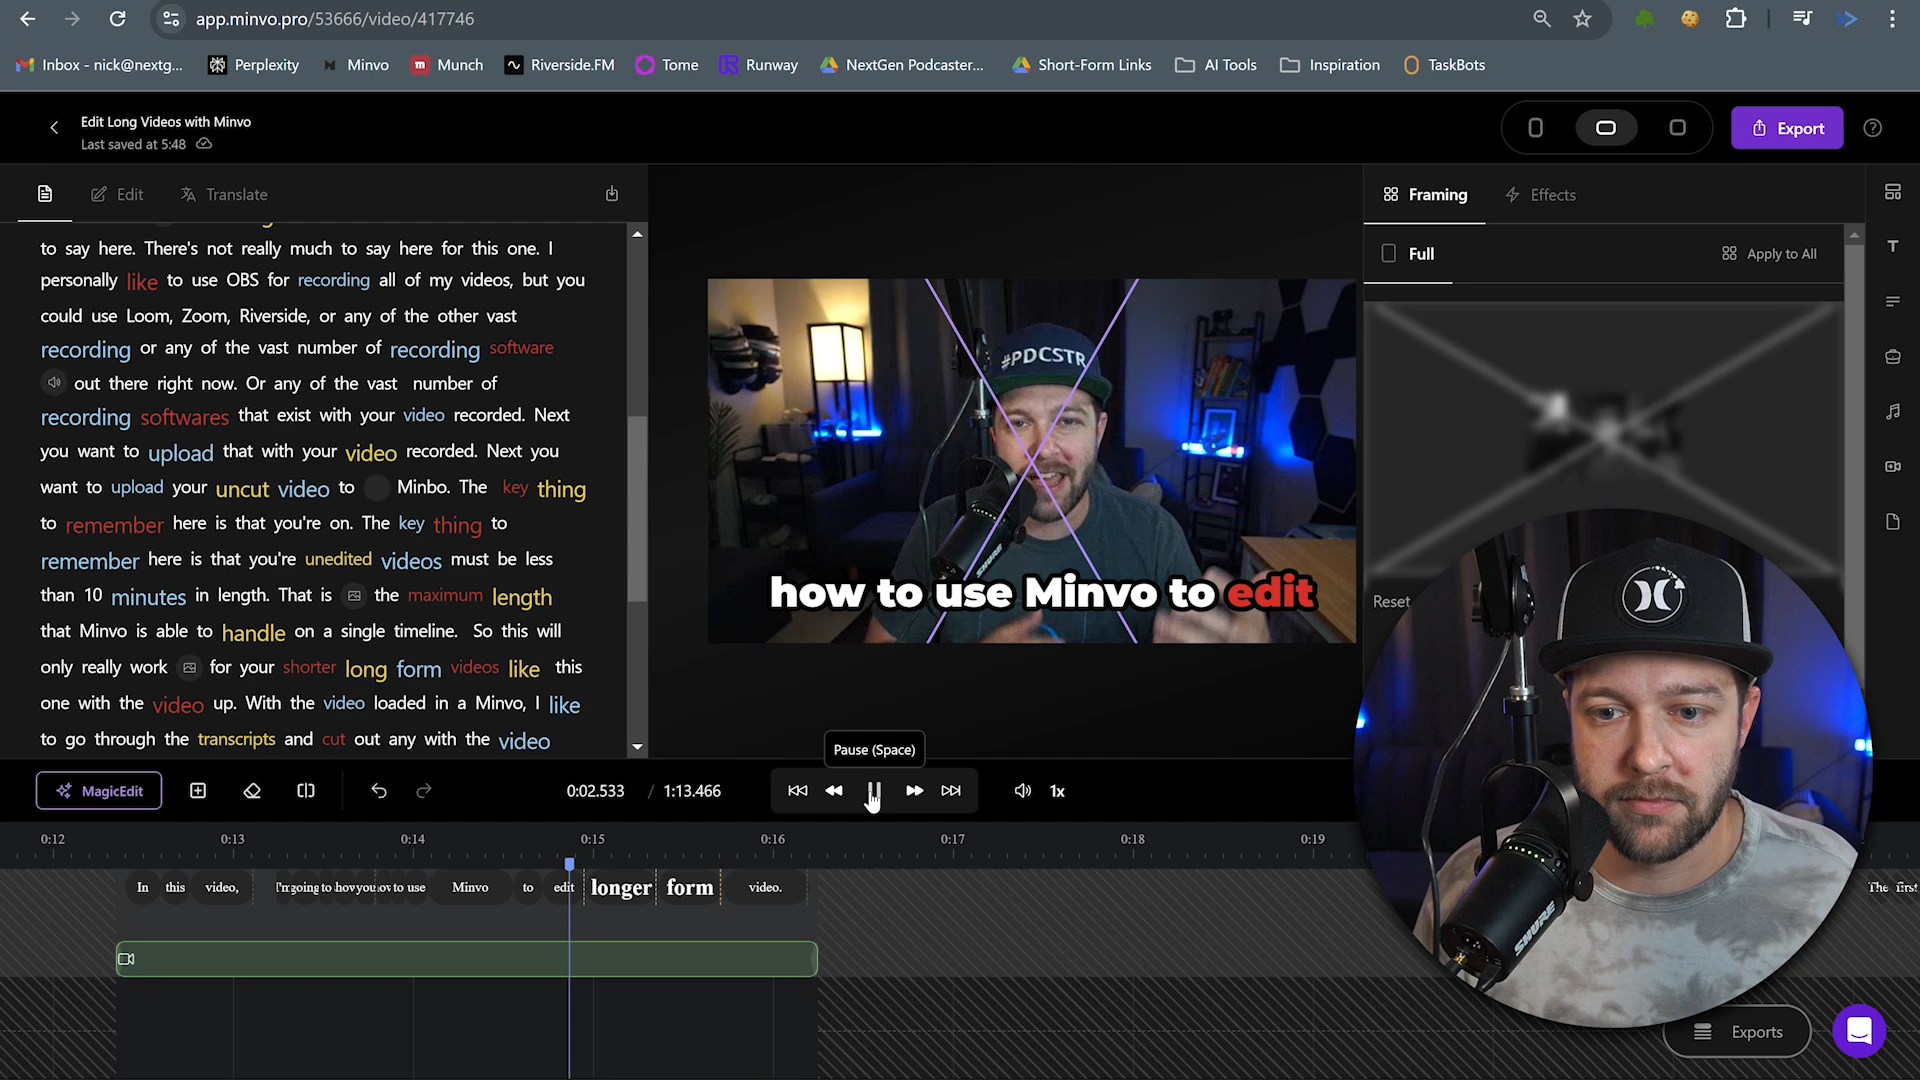 app.minvo.pro/53666/video/417746
Inbox - nick@nextg...
Perplexity
Minvo
Munch
Riverside.FM
Tome
Runway
NextGen Podcaster...
Short-Form Links
AI Tools
Inspiration
TaskBots
Edit Long Videos with Minvo
Last saved at 5:48
Export
Edit
Translate
Framing
Effects
Full
Apply to All
to say here. There's not really much to say here for this one. I
personally like to use OBS for recording all of my videos, but you
could use Loom, Zoom, Riverside, or any of the other vast
recording or any of the vast number of recording software
out there right now. Or any of the vast number of
recording softwares that exist with your video recorded. Next
you want to upload that with your video recorded. Next you
want to upload your uncut video to Minbo. The key thing
to remember here is that you're on. The key thing to
remember here is that you're unedited videos must be less
than 10 minutes in length. That is the maximum length
that Minvo is able to handle on a single timeline. So this will
only really work for your shorter long form videos like this
one with the video up. With the video loaded in a Minvo, I like
to go through the transcripts and cut out any with the video
#PDCSTR
how to use Minvo to edit
SHURE
Reset
Pause (Space)
MagicEdit
0:02.533 / 1:13.466
1x
0:12
0:13
0:14
0:15
0:16
0:17
0:18
0:19
In this video,
Minvo to edit longer form video.
The first
SHURE
Exports